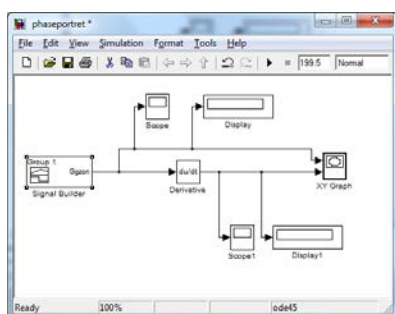 phaseportret *
File Edit View Simulation Format Tools Help
199.5 Normal
Scope
Display
Group 1
Signal Builder
du/dt
Derivative
XY Graph
Scope1
Display1
Ready 100% ode45